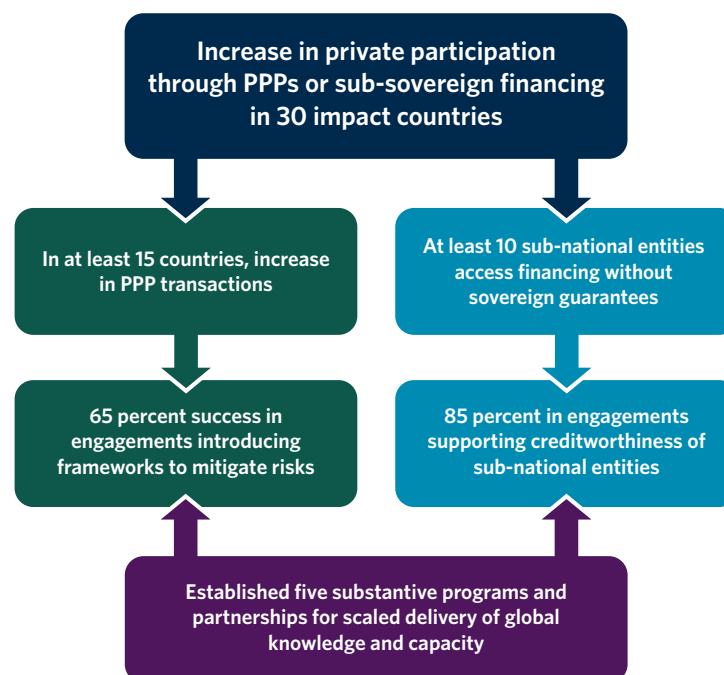 Increase in private participation
through PPPs or sub-sovereign financing
in 30 impact countries
In at least 15 countries, increase
in PPP transactions
At least 10 sub-national entities
access financing without
sovereign guarantees
65 percent success in
engagements introducing
frameworks to mitigate risks
85 percent in engagements
supporting creditworthiness of
sub-national entities
Established five substantive programs and
partnerships for scaled delivery of global
knowledge and capacity